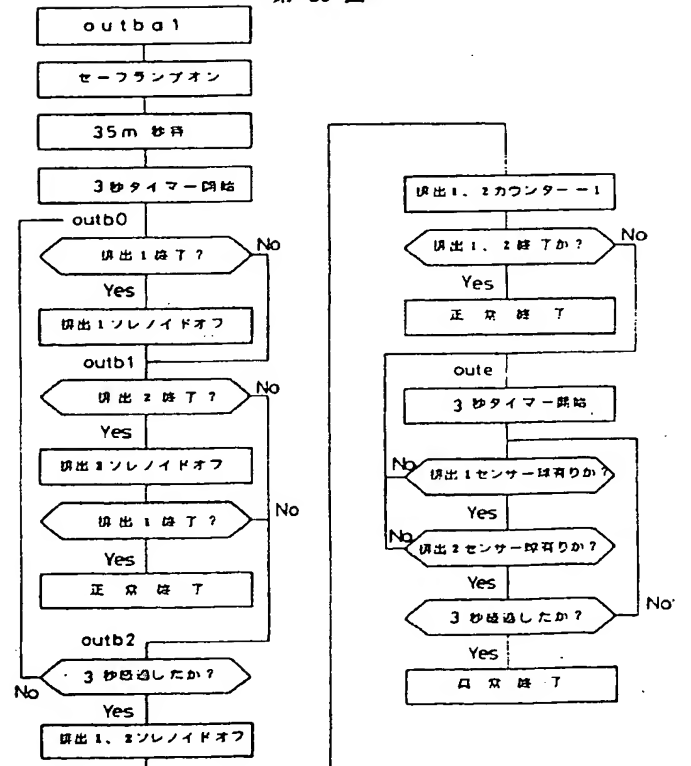 outba1
セーフランプオン
35m 秒待
3秒タイマー開始
outb0
排出1終了?
No
Yes
排出1ソレノイドオフ
outb1
排出2終了?
No
Yes
排出2ソレノイドオフ
排出1終了?
No
Yes
正常終了
outb2
3秒経過したか?
No
Yes
排出1、2ソレノイドオフ
排出1、2カウンター-1
排出1、2終了か?
No
Yes
正常終了
oute
3秒タイマー開始
排出1センサー球有りか?
No
Yes
排出2センサー球有りか?
No
Yes
3秒経過したか?
No
Yes
異常終了